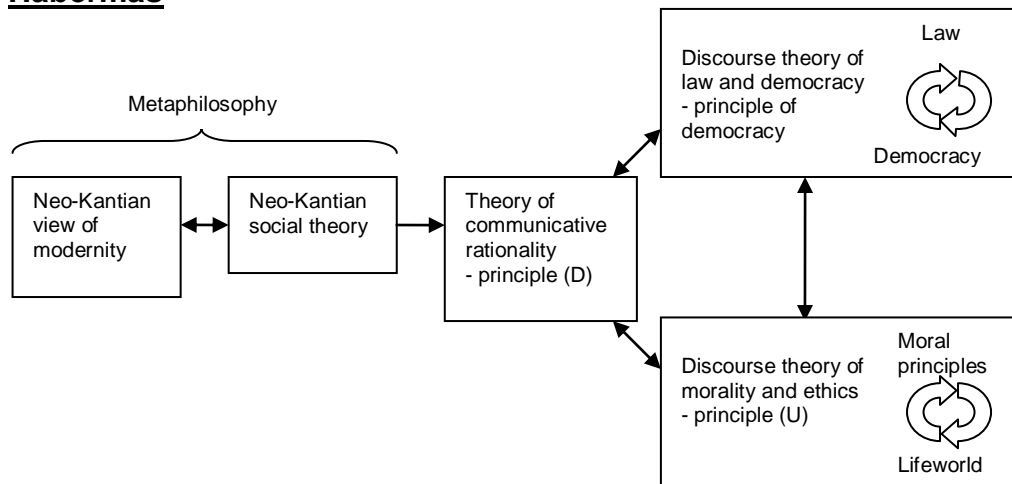 Habermas
Metaphilosophy
Neo-Kantian
view of
modernity
Neo-Kantian
social theory
Theory of
communicative
rationality
- principle (D)
Discourse theory of
law and democracy
- principle of
democracy
Law
Democracy
Discourse theory of
morality and ethics
- principle (U)
Moral
principles
Lifeworld